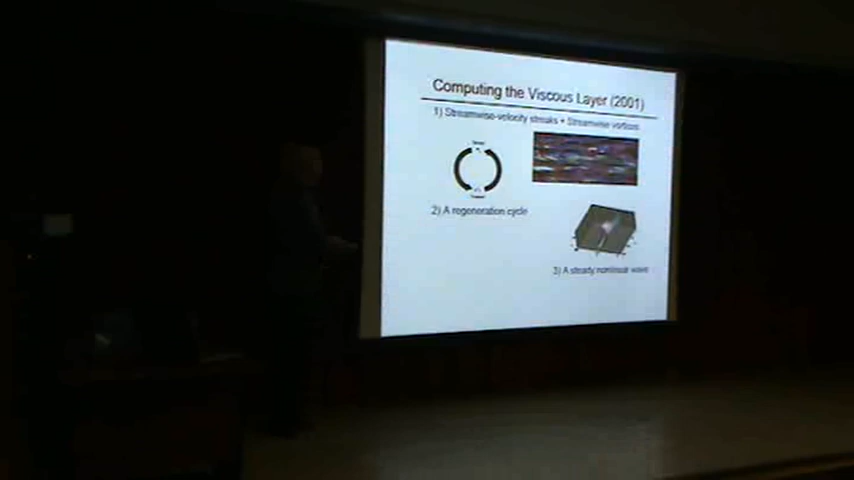 Computing the Viscous Layer (2001)
1) Streamwise-velocity streaks + Streamwise vortices
2) A regeneration cycle
3) A steady nonlinear wave